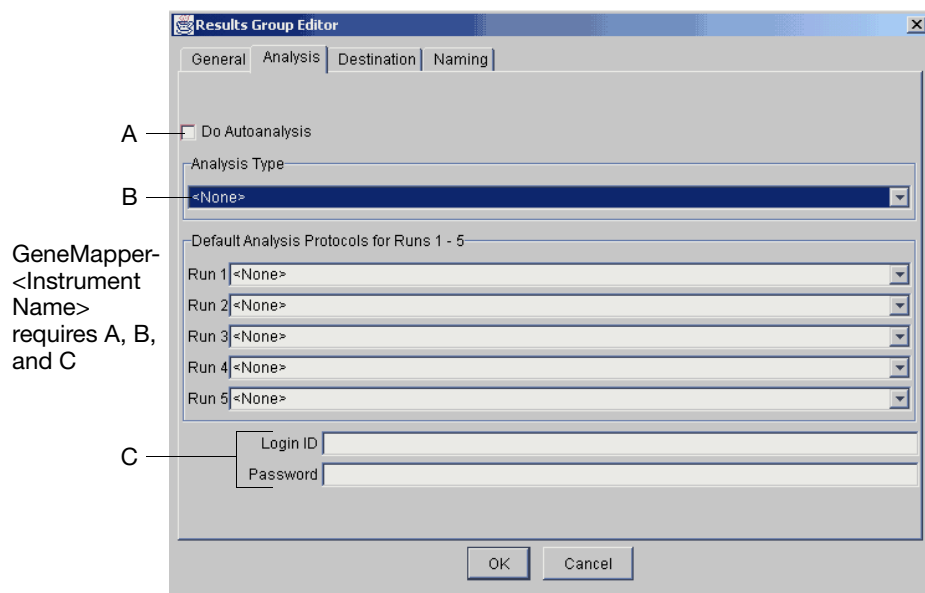 Results Group Editor
General Analysis Destination Naming
A
Do Autoanalysis
Analysis Type
B
<None>
GeneMapper-
<Instrument
Name>
requires A, B,
and C
Default Analysis Protocols for Runs 1 - 5
Run 1 <None>
Run 2 <None>
Run 3 <None>
Run 4 <None>
Run 5 <None>
C
Login ID
Password
OK Cancel